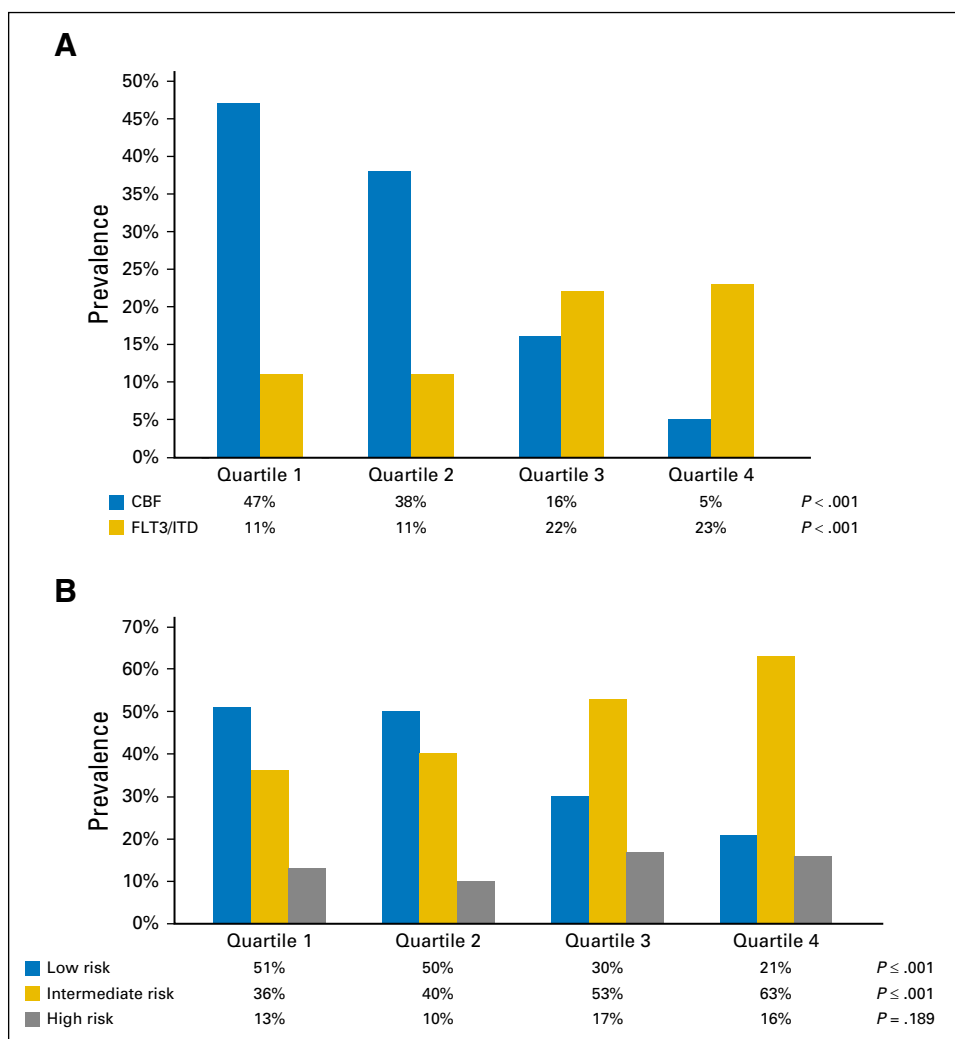 A
50%
45%
40%
35%
30%
25%
20%
15%
10%
5%
0%
Prevalence
Quartile 1 Quartile 2 Quartile 3 Quartile 4
CBF 47% 38% 16% 5% P < .001
FLT3/ITD 11% 11% 22% 23% P < .001
B
70%
60%
50%
40%
30%
20%
10%
0%
Prevalence
Quartile 1 Quartile 2 Quartile 3 Quartile 4
Low risk 51% 50% 30% 21% P ≤ .001
Intermediate risk 36% 40% 53% 63% P ≤ .001
High risk 13% 10% 17% 16% P = .189